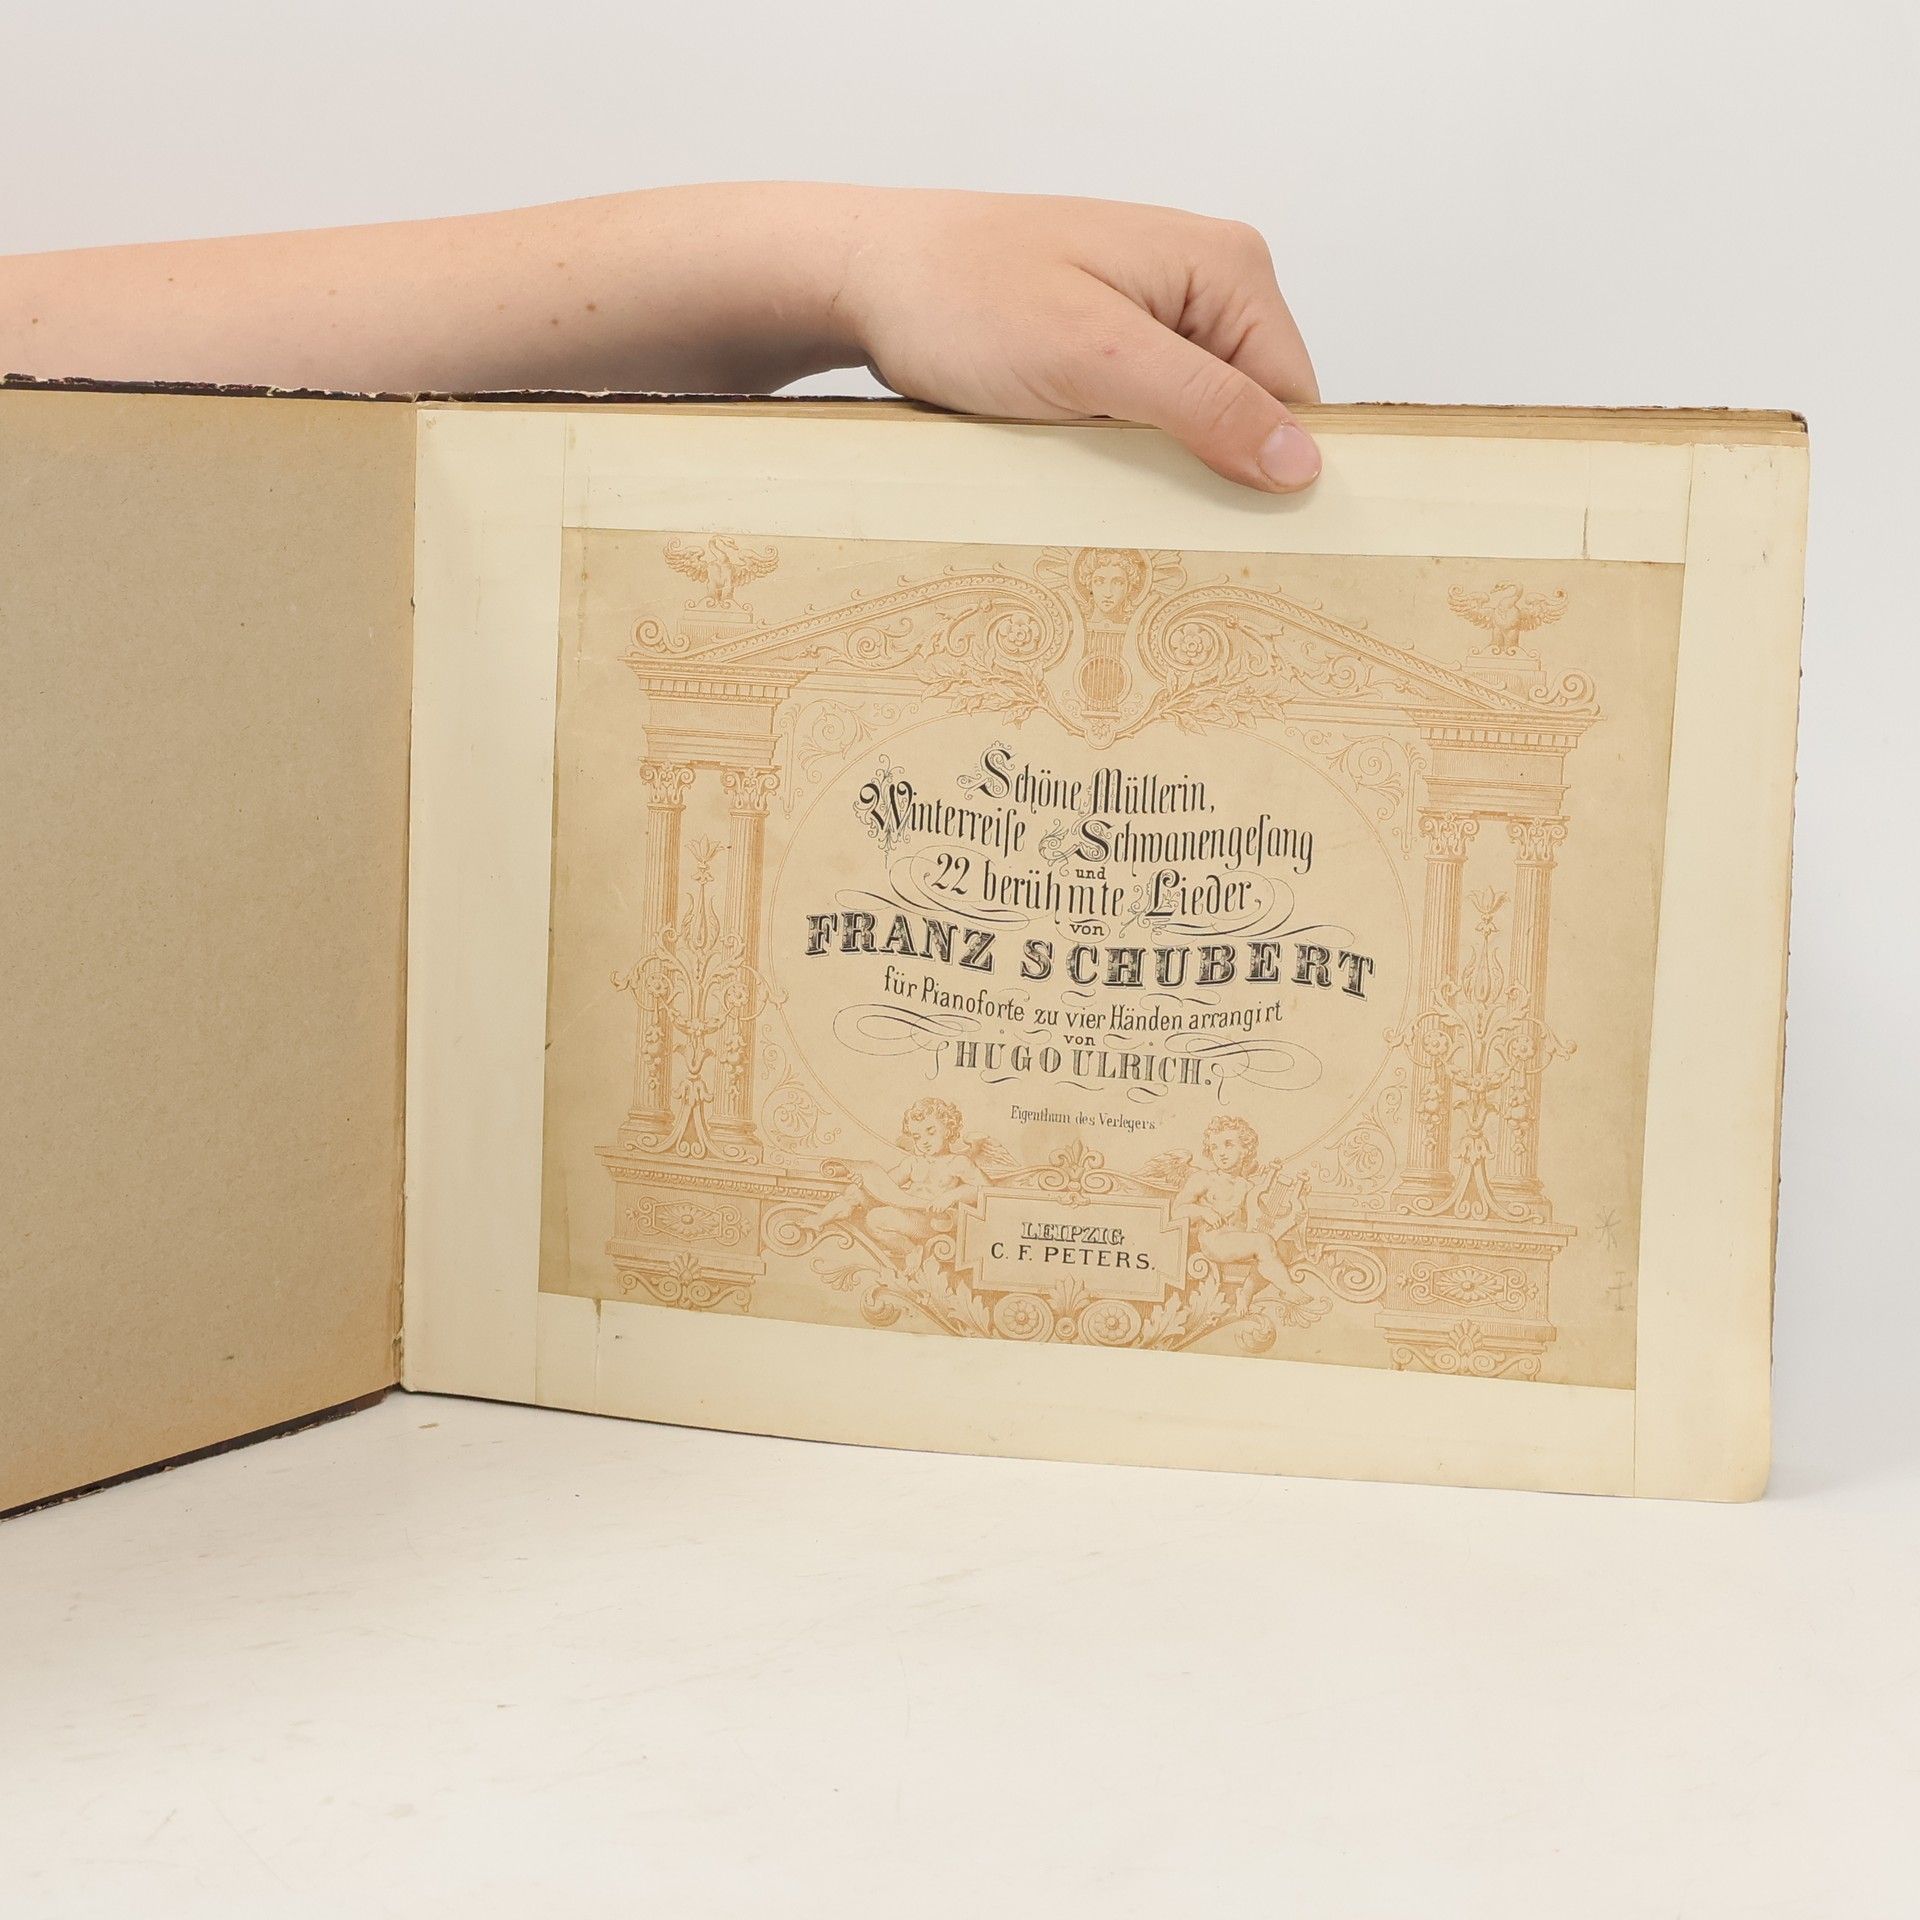 Schöne Müllerin,
Winterreiſe & Schwanengeſang
und
22 berühmte Lieder,
von
FRANZ SCHUBERT
für Pianoforte zu vier Händen arrangirt
von
HUGO ULRICH.
Eigenthum des Verlegers.
LEIPZIG
C. F. PETERS.